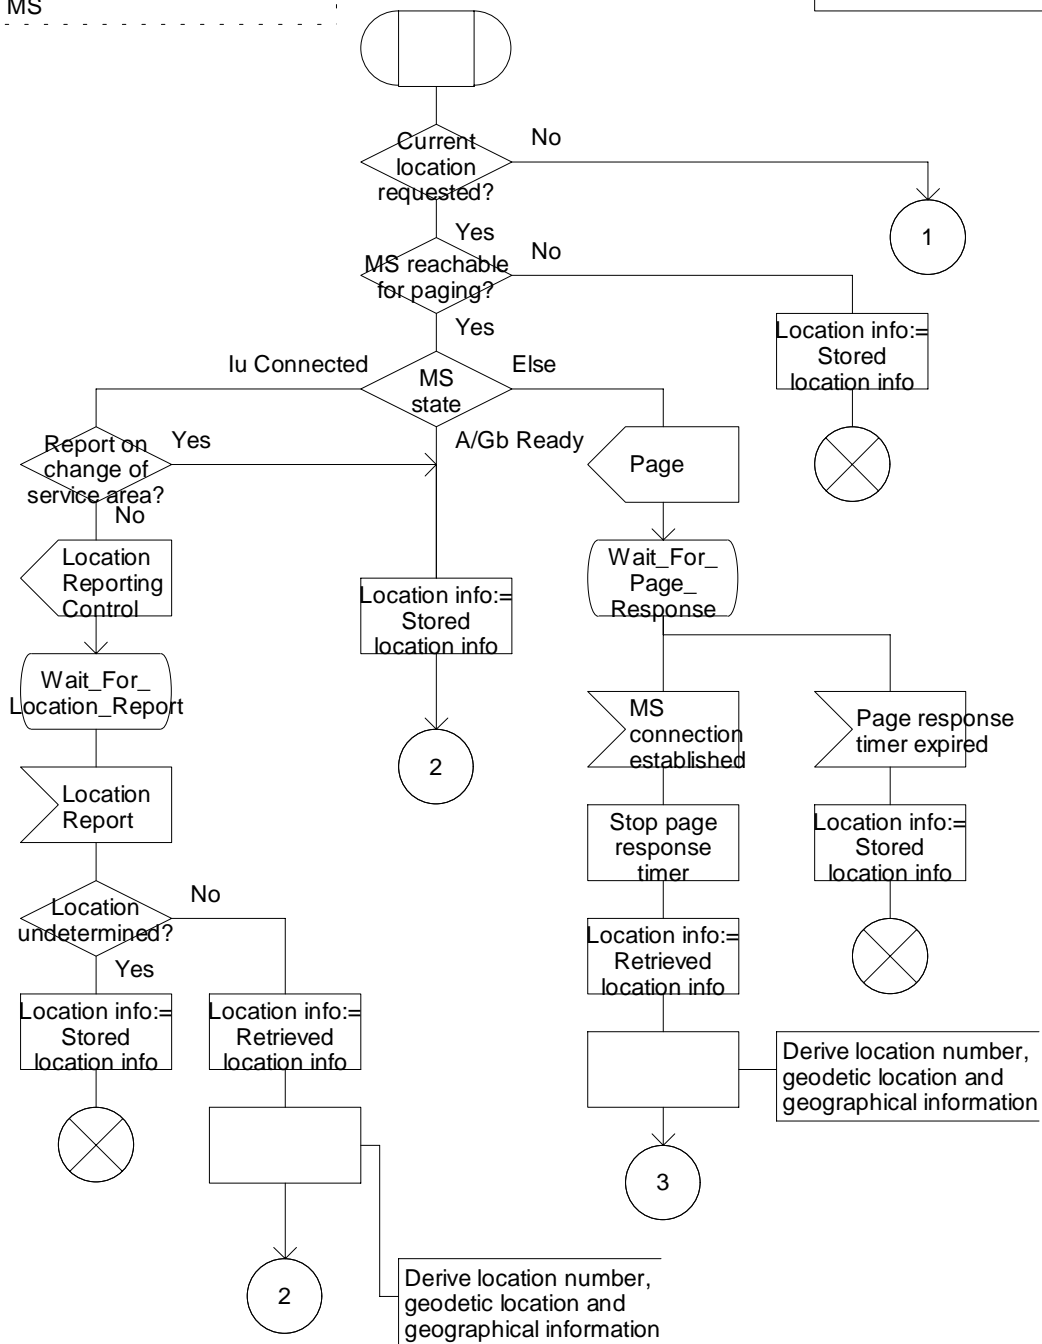 MS
Current
location
requested?
No
1
Yes
MS reachable
for paging?
No
Yes
Location info:=
Stored
location info
Iu Connected
MS
state
Else
A/Gb Ready
Report on
change of
service area?
Yes
No
Page
Location
Reporting
Control
Wait_For_
Page_
Response
Location info:=
Stored
location info
Wait_For_
Location_Report
2
MS
connection
established
Page response
timer expired
Location
Report
Stop page
response
timer
Location info:=
Stored
location info
Location
undetermined?
No
Yes
Location info:=
Retrieved
location info
Location info:=
Stored
location info
Location info:=
Retrieved
location info
Derive location number,
geodetic location and
geographical information
3
2
Derive location number,
geodetic location and
geographical information